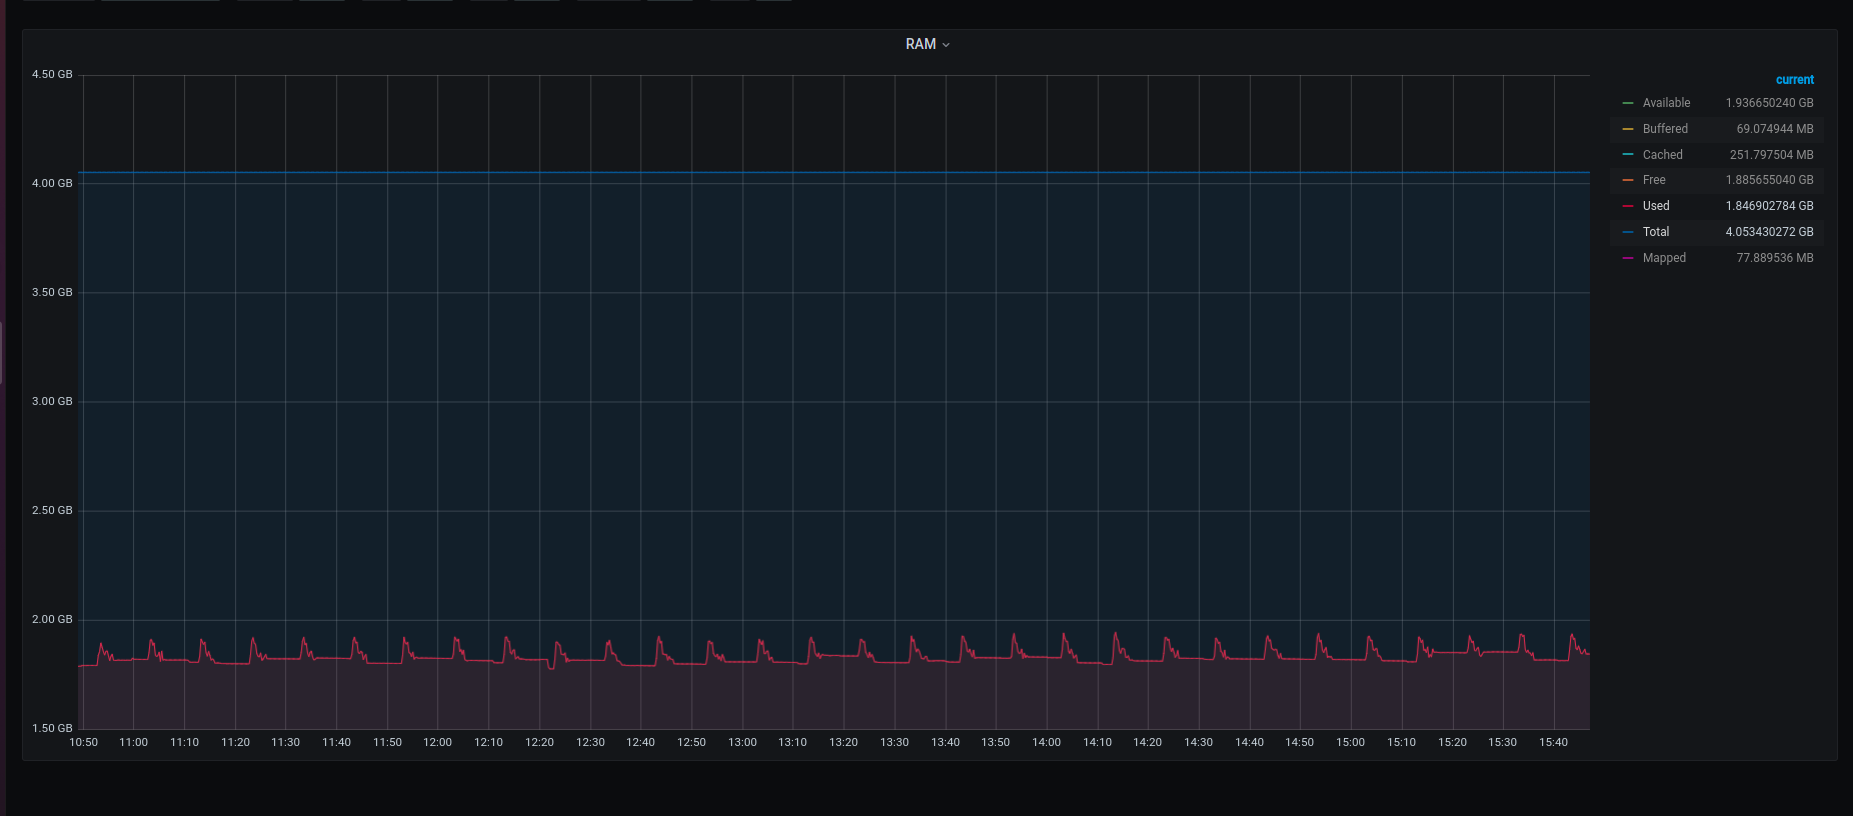 RAM
4.50 GB
4.00 GB
3.50 GB
3.00 GB
2.50 GB
2.00 GB
1.50 GB
10:50 11:00 11:10 11:20 11:30 11:40 11:50 12:00 12:10 12:20 12:30 12:40 12:50 13:00 13:10 13:20 13:30 13:40 13:50 14:00 14:10 14:20 14:30 14:40 14:50 15:00 15:10 15:20 15:30 15:40
current
Available 1.936650240 GB
Buffered 69.074944 MB
Cached 251.797504 MB
Free 1.885655040 GB
Used 1.846902784 GB
Total 4.053430272 GB
Mapped 77.889536 MB